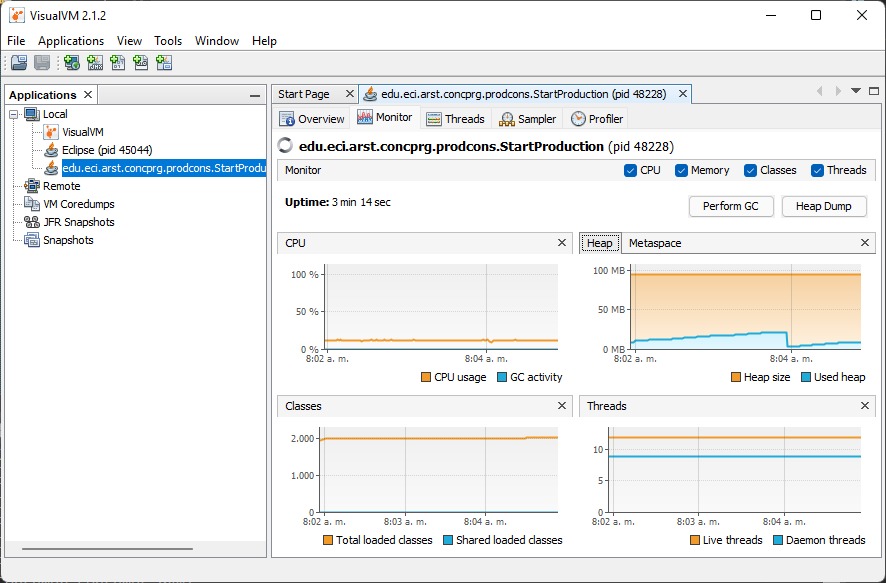 VisualVM 2.1.2
File Applications View Tools Window Help
Applications
Local
VisualVM
Eclipse (pid 45044)
edu.eci.arst.concprg.prodcons.StartProdu
Remote
VM Coredumps
JFR Snapshots
Snapshots
Start Page edu.eci.arst.concprg.prodcons.StartProduction (pid 48228)
Overview Monitor Threads Sampler Profiler
edu.eci.arst.concprg.prodcons.StartProduction (pid 48228)
Monitor CPU Memory Classes Threads
Uptime: 3 min 14 sec Perform GC Heap Dump
CPU
100 %
50 %
0 %
8:02 a. m. 8:04 a. m.
CPU usage GC activity
Heap Metaspace
100 MB
50 MB
0 MB
8:02 a. m. 8:04 a. m.
Heap size Used heap
Classes
2.000
1.000
0
8:02 a. m. 8:03 a. m. 8:04 a. m.
Total loaded classes Shared loaded classes
Threads
10
5
0
8:02 a. m. 8:03 a. m. 8:04 a. m.
Live threads Daemon threads